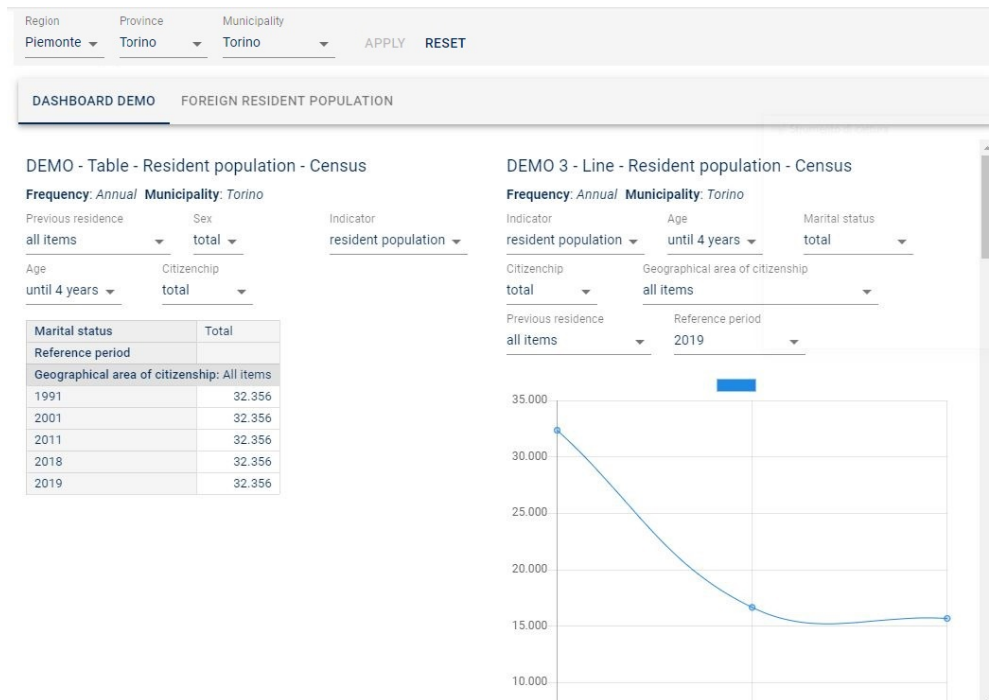 Region Province Municipality
Piemonte Torino Torino APPLY RESET
DASHBOARD DEMO FOREIGN RESIDENT POPULATION
DEMO - Table - Resident population - Census
Frequency: Annual Municipality: Torino
Previous residence Sex Indicator
all items total resident population
Age Citizenchip
until 4 years total
Marital status Total
Reference period
Geographical area of citizenship: All items
1991 32.356
2001 32.356
2011 32.356
2018 32.356
2019 32.356
DEMO 3 - Line - Resident population - Census
Frequency: Annual Municipality: Torino
Indicator Age Marital status
resident population until 4 years total
Citizenchip Geographical area of citizenship
total all items
Previous residence Reference period
all items 2019
35.000
30.000
25.000
20.000
15.000
10.000